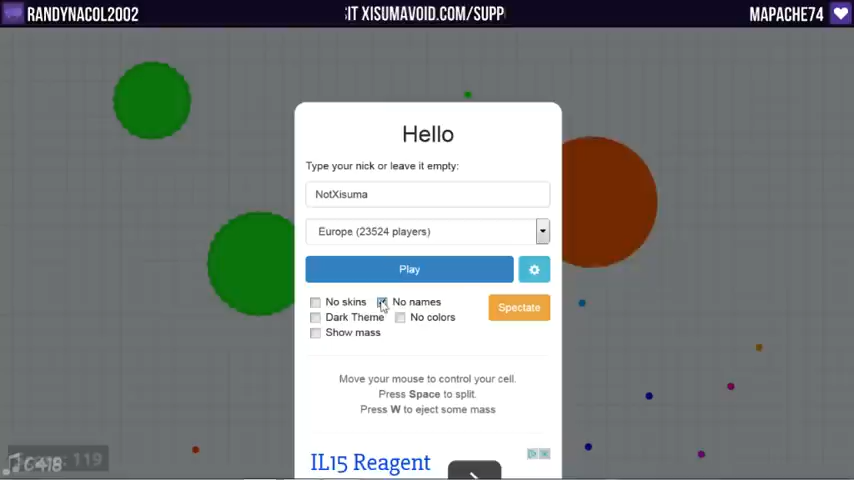 RANDYNACOL2002
IT XISUMAVOID.COM/SUPP
MAPACHE74
Hello
Type your nick or leave it empty:
NotXisuma
Europe (23524 players)
Play
No skins
No names
Dark Theme
No colors
Show mass
Spectate
Move your mouse to control your cell.
Press Space to split.
Press W to eject some mass
IL15 Reagent
C418
: 119